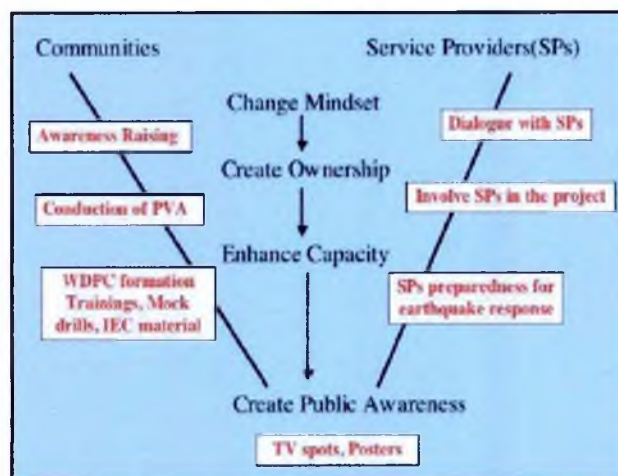 Communities
Service Providers(SPs)
Change Mindset
Awareness Raising
Dialogue with SPs
Create Ownership
Conduction of PVA
Involve SPs in the project
Enhance Capacity
WDPC formation
Trainings, Mock
drills, IEC material
SPs preparedness for
earthquake response
Create Public Awareness
TV spots, Posters